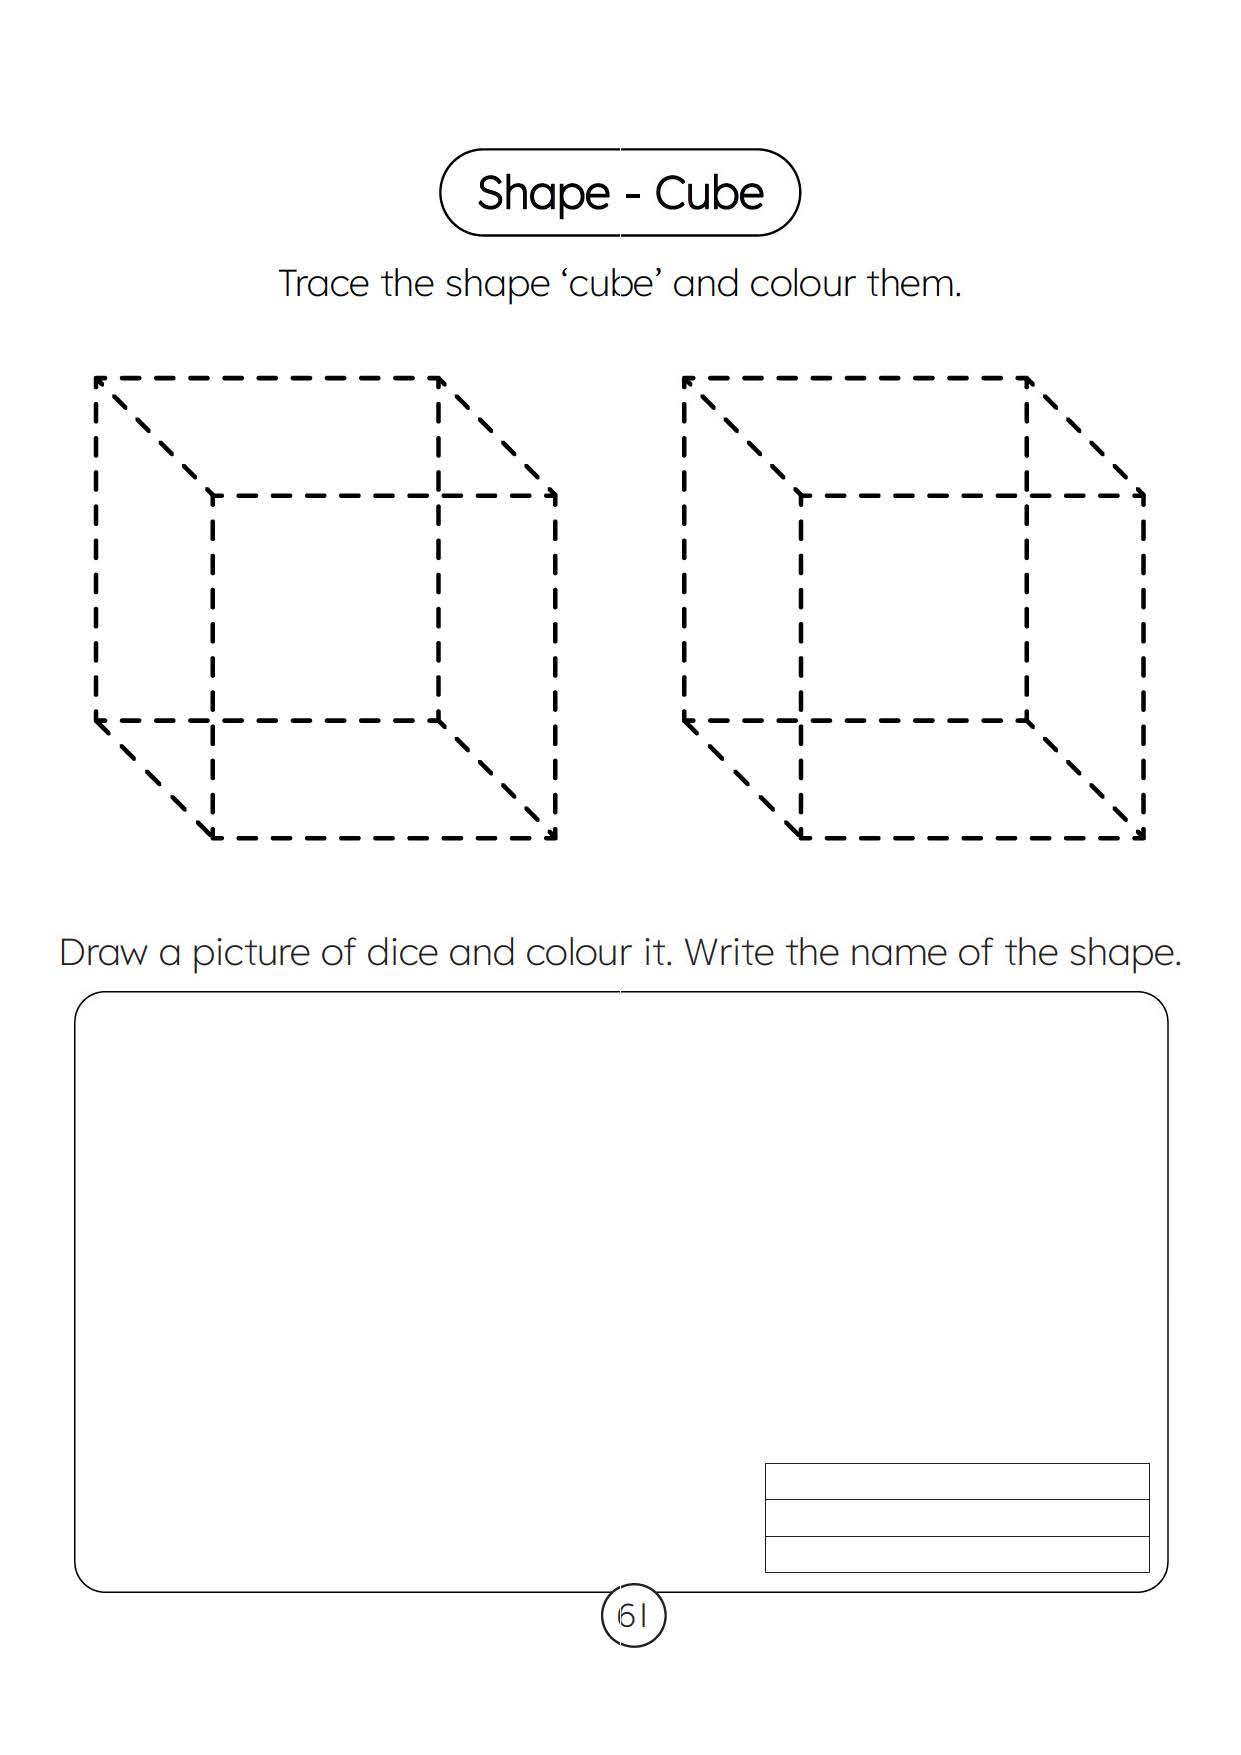 Shape - Cube
Trace the shape ‘cube’ and colour them.
Draw a picture of dice and colour it. Write the name of the shape.
61